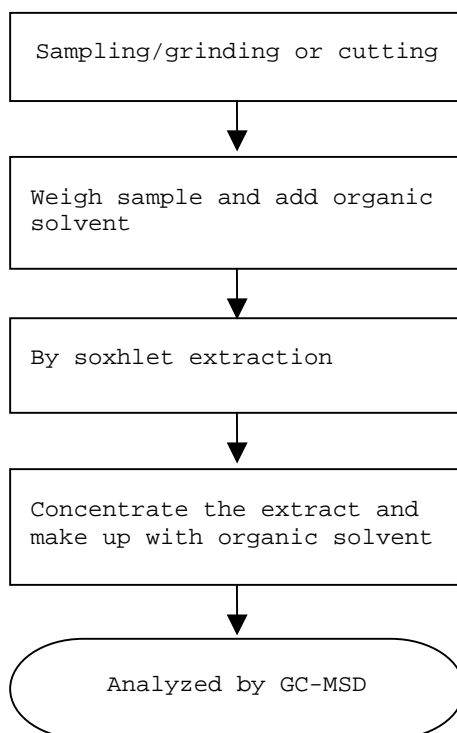 Sampling/grinding or cutting
Weigh sample and add organic
solvent
By soxhlet extraction
Concentrate the extract and
make up with organic solvent
Analyzed by GC-MSD